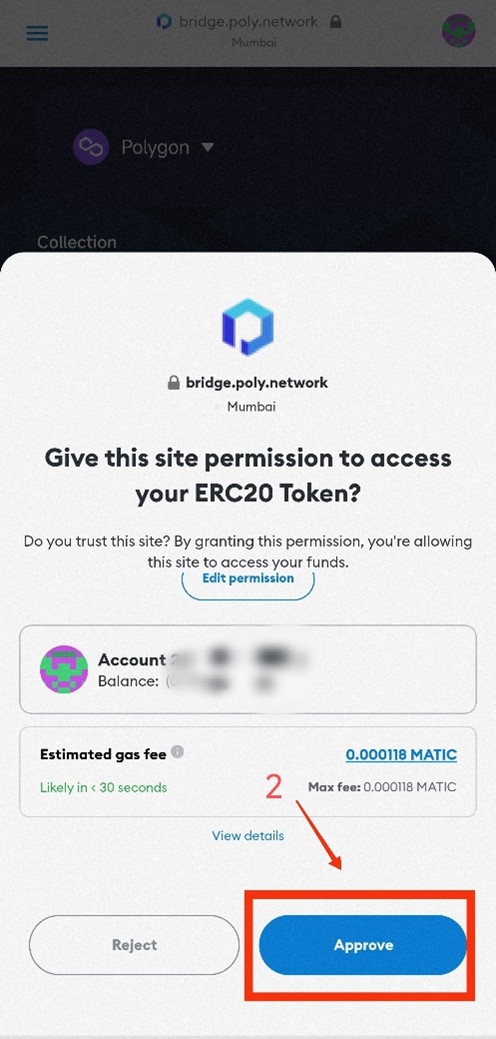 bridge.poly.network
Mumbai
Polygon
Collection
bridge.poly.network
Mumbai
Give this site permission to access
your ERC20 Token?
Do you trust this site? By granting this permission, you're allowing
this site to access your funds.
Edit permission
Account
Balance:
Estimated gas fee
0.000118 MATIC
Likely in < 30 seconds
Max fee: 0.000118 MATIC
2
View details
Reject
Approve